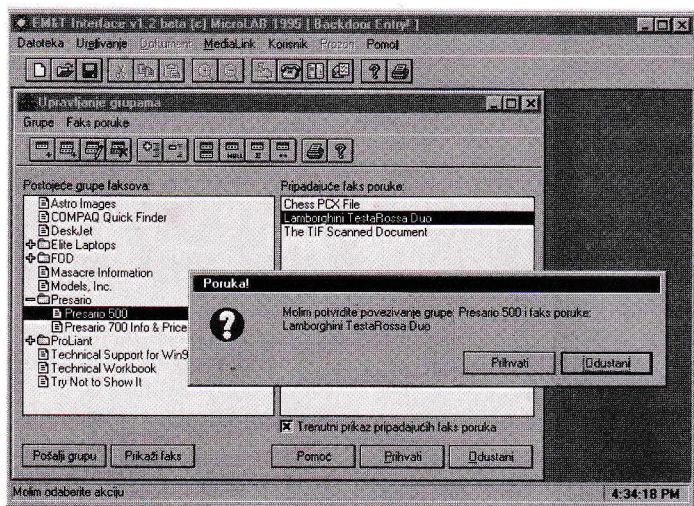 EM&T Interface v1.2 beta (c) MicroLAB 1995 [ Backdoor Entry! ]
Datoteka Uređivanje Dokument MediaLink Korisnik Prozori Pomoć
Upravljanje grupama
Grupe Faks poruke
NULL
Postojeće grupe faksova:
Pripadajuće faks poruke:
Astro Images
COMPAQ Quick Finder
DeskJet
Elite Laptops
FOD
Masacre Information
Models, Inc.
Presario
Presario 500
Presario 700 Info & Price
ProLiant
Technical Support for Win9
Technical Workbook
Try Not to Show It
Chess PCX File
Lamborghini TestaRossa Duo
The TIF Scanned Document
Poruka!
Molim potvrdite povezivanje grupe: Presario 500 i faks poruke:
Lamborghini TestaRossa Duo
Prihvati Odustani
Trenutni prikaz pripadajućih faks poruka
Pošalji grupu Prikaži faks Pomoć Prihvati Odustani
Molim odaberite akciju 4:34:18 PM